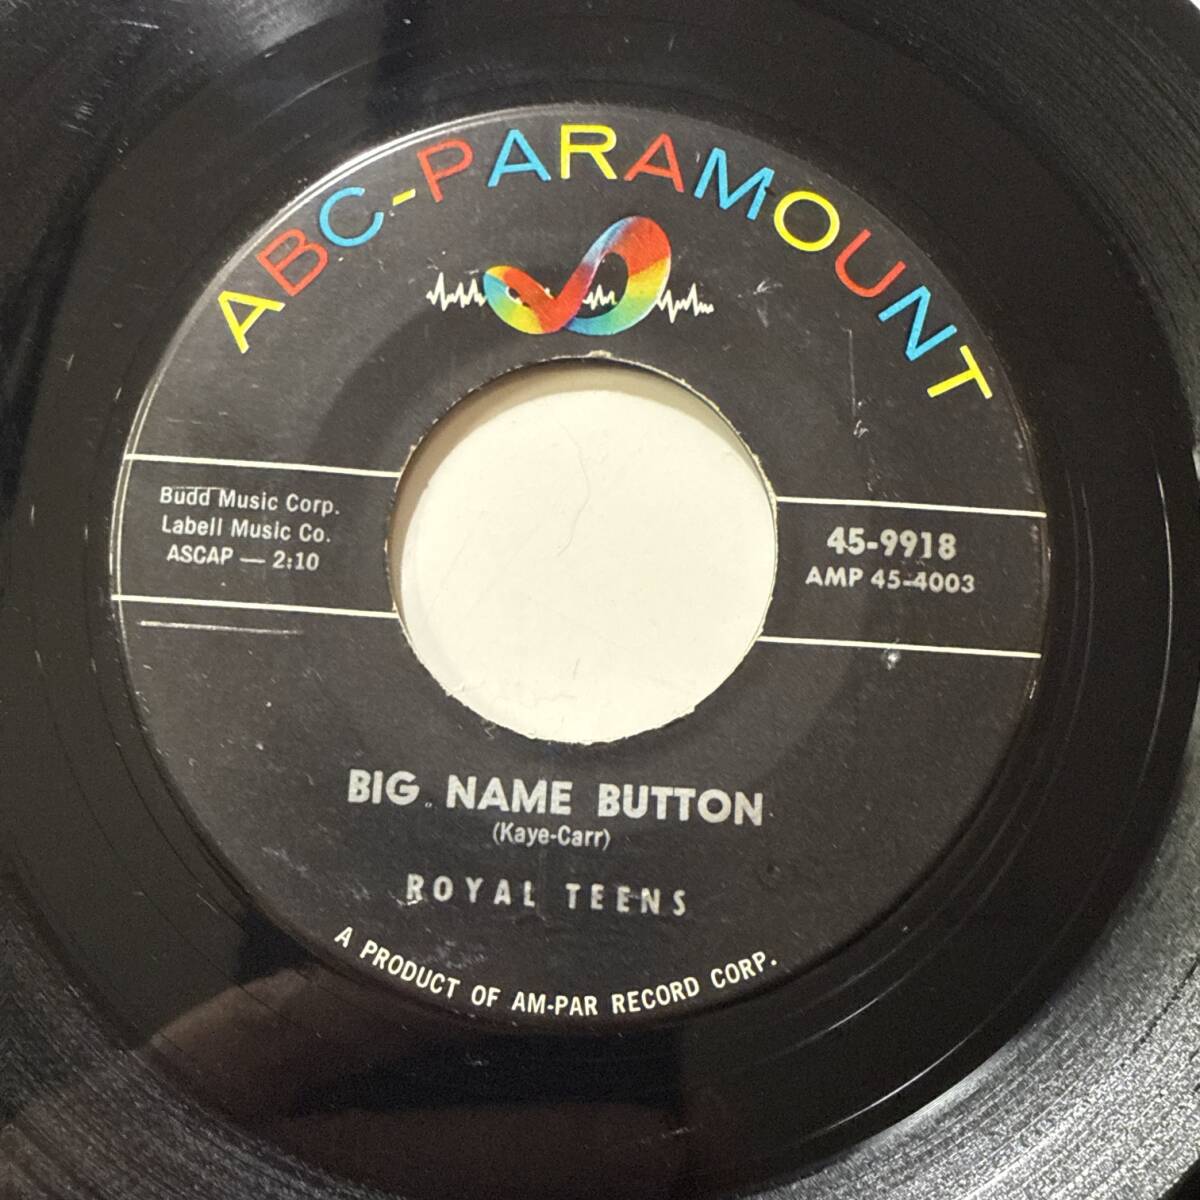 ABC-PARAMOUNT
Budd Music Corp.
Labell Music Co.
ASCAP — 2:10
45-9918
AMP 45-4003
BIG NAME BUTTON
(Kaye-Carr)
ROYAL TEENS
A PRODUCT OF AM-PAR RECORD CORP.